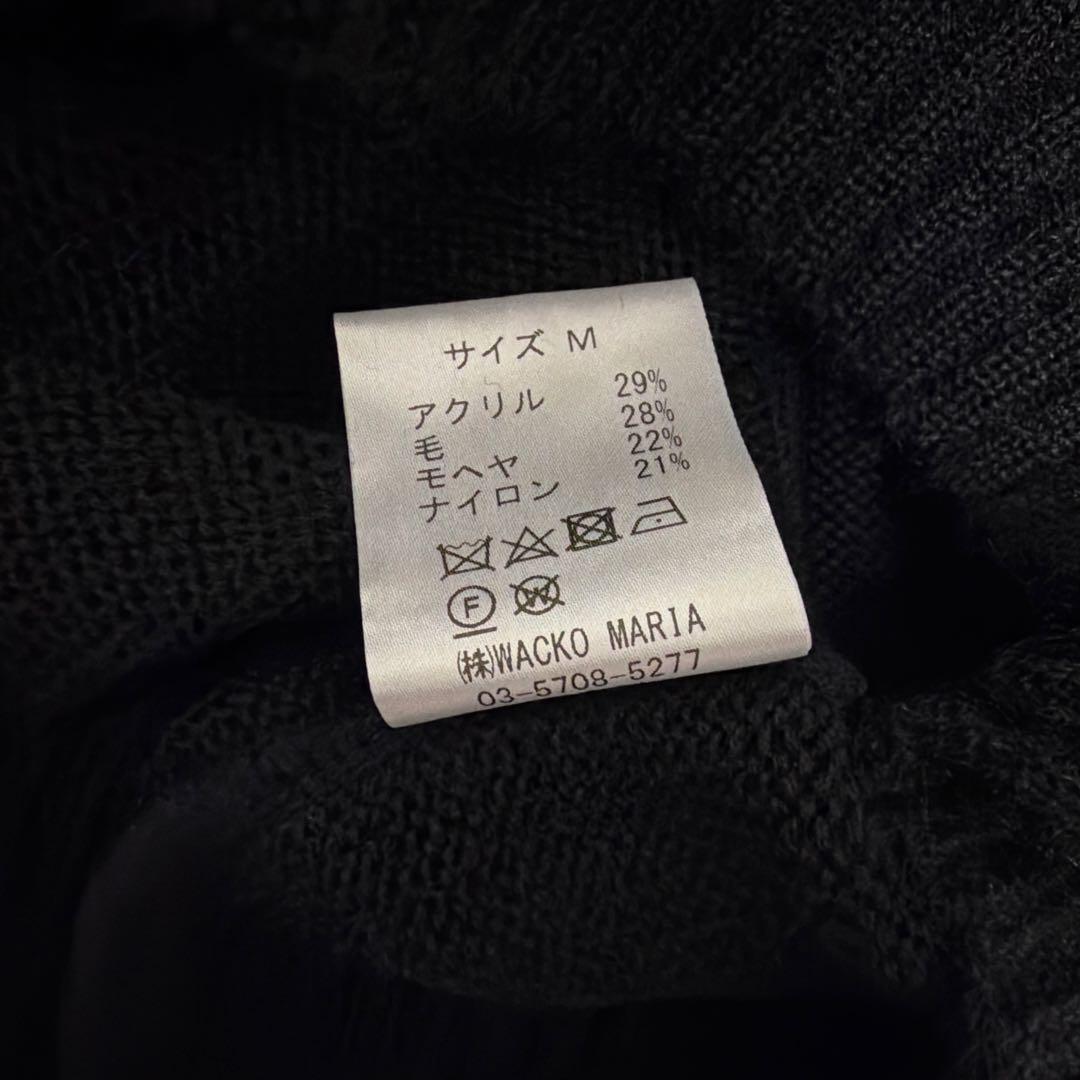 サイズ M
アクリル 29%
毛 28%
モヘヤ 22%
ナイロン 21%
F W
㈱WACKO MARIA
03-5708-5277